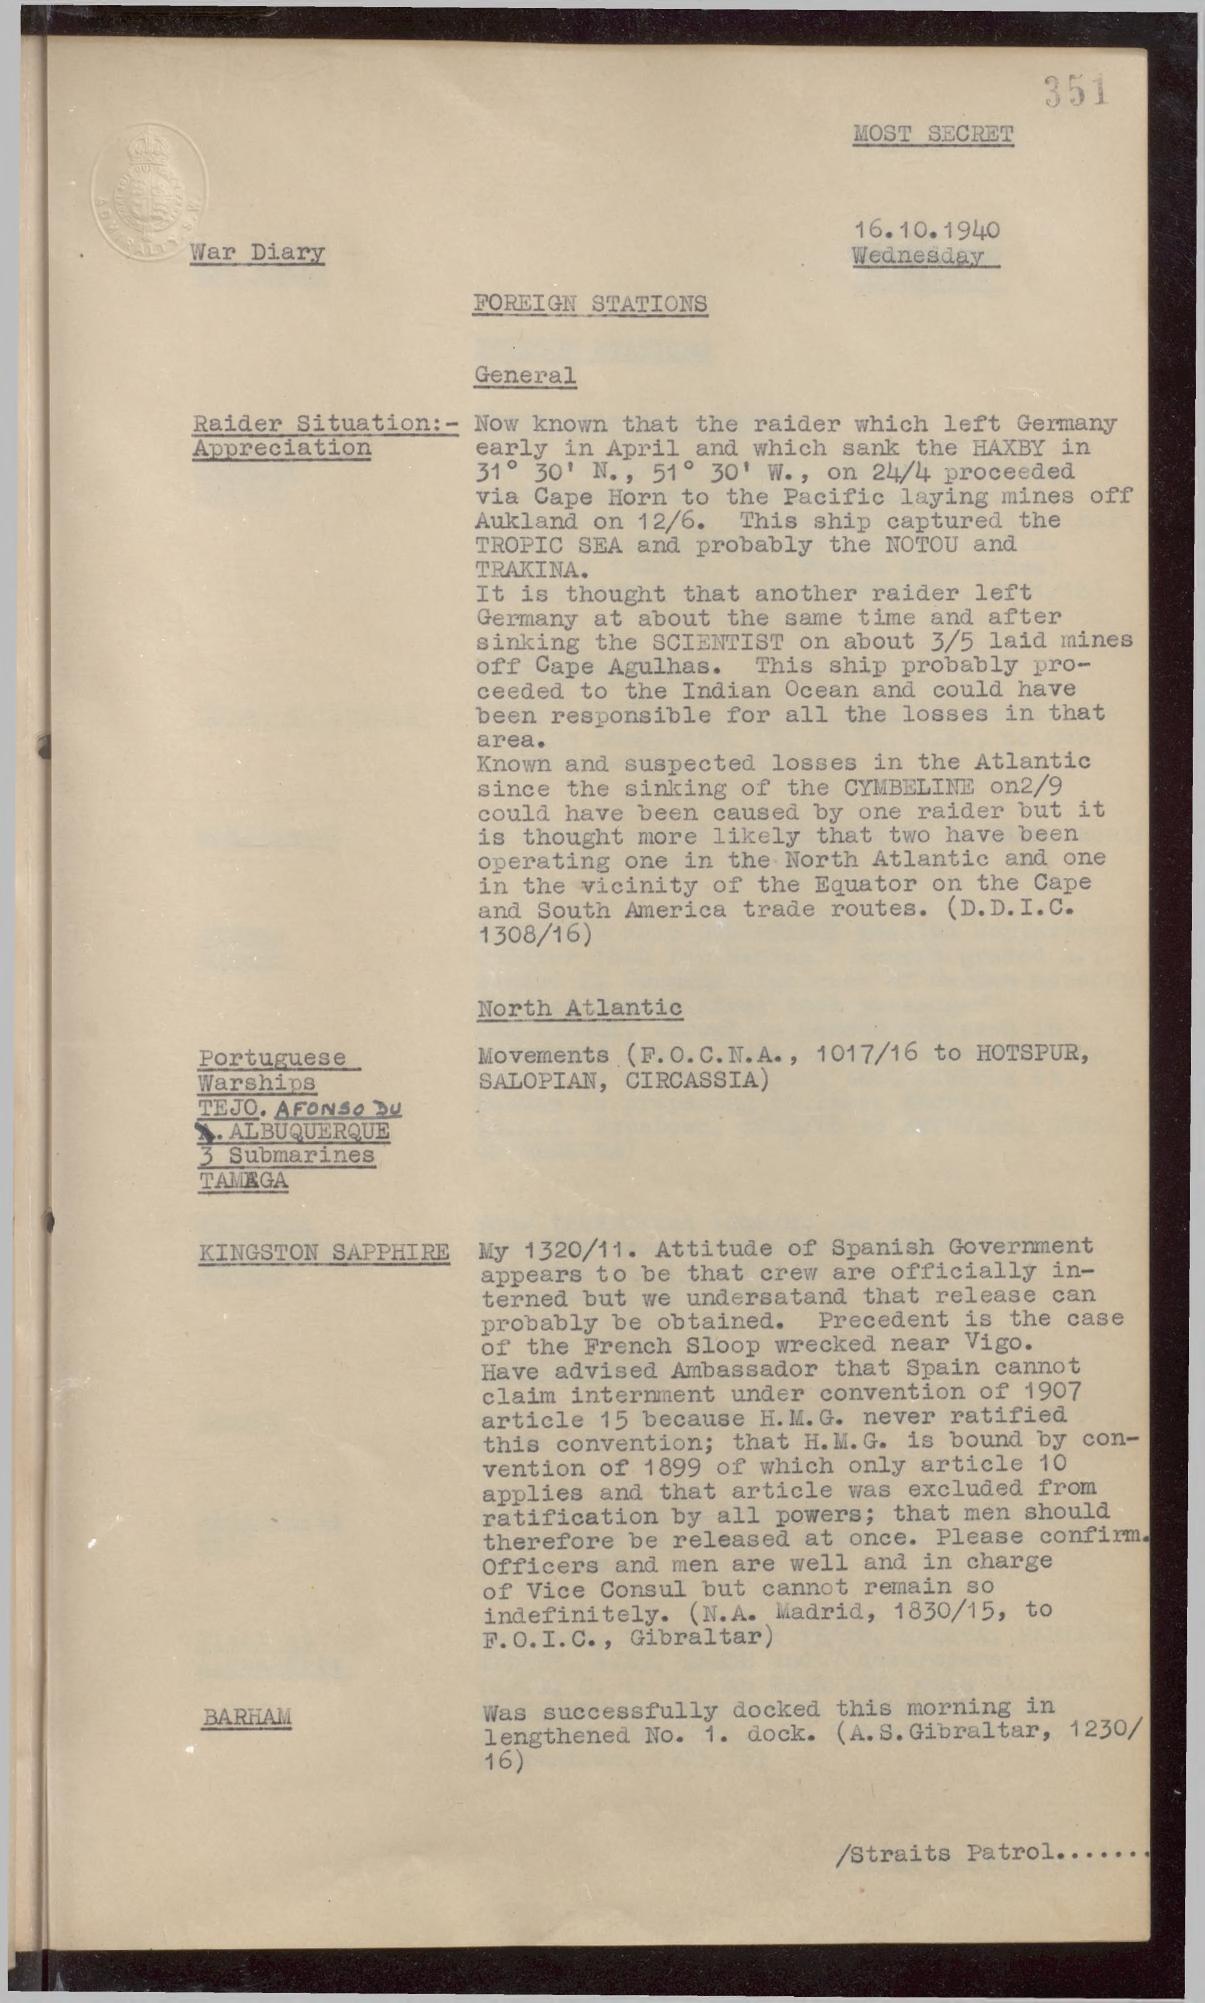 351
MOST SECRET
16.10.1940
War Diary
Wednesday
FOREIGN STATIONS
General
Raider Situation:- Now known that the raider which left Germany
Appreciation early in April and which sank the HAXBY in
31° 30' N., 51° 30' W., on 24/4 proceeded
via Cape Horn to the Pacific laying mines off
Aukland on 12/6. This ship captured the
TROPIC SEA and probably the NOTOU and
TRAKINA.
It is thought that another raider left
Germany at about the same time and after
sinking the SCIENTIST on about 3/5 laid mines
off Cape Agulhas. This ship probably pro-
ceeded to the Indian Ocean and could have
been responsible for all the losses in that
area.
Known and suspected losses in the Atlantic
since the sinking of the CYMBELINE on2/9
could have been caused by one raider but it
is thought more likely that two have been
operating one in the North Atlantic and one
in the vicinity of the Equator on the Cape
and South America trade routes. (D.D.I.C.
1308/16)
North Atlantic
Portuguese Movements (F.O.C.N.A., 1017/16 to HOTSPUR,
Warships SALOPIAN, CIRCASSIA)
TEJO. AFONSO DU
. ALBUQUERQUE
3 Submarines
TAMEGA
KINGSTON SAPPHIRE My 1320/11. Attitude of Spanish Government
appears to be that crew are officially in-
terned but we undersatand that release can
probably be obtained. Precedent is the case
of the French Sloop wrecked near Vigo.
Have advised Ambassador that Spain cannot
claim internment under convention of 1907
article 15 because H.M.G. never ratified
this convention; that H.M.G. is bound by con-
vention of 1899 of which only article 10
applies and that article was excluded from
ratification by all powers; that men should
therefore be released at once. Please confirm.
Officers and men are well and in charge
of Vice Consul but cannot remain so
indefinitely. (N.A. Madrid, 1830/15, to
F.O.I.C., Gibraltar)
BARHAM Was successfully docked this morning in
lengthened No. 1. dock. (A.S.Gibraltar, 1230/
16)
/Straits Patrol.......